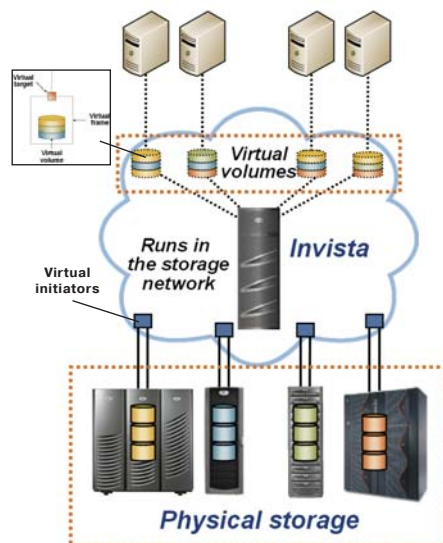 Virtual
target
Virtual
frame
Virtual
volume
Virtual
volumes
Runs in
the storage
network
Invista
Virtual
initiators
Physical storage